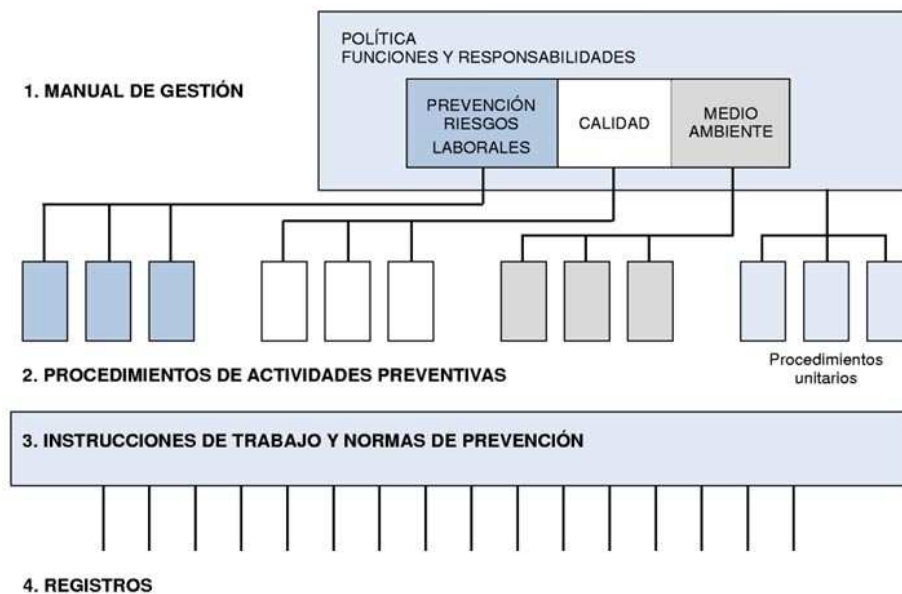 POLÍTICA
FUNCIONES Y RESPONSABILIDADES
1. MANUAL DE GESTIÓN
PREVENCIÓN
RIESGOS
LABORALES
CALIDAD
MEDIO
AMBIENTE
2. PROCEDIMIENTOS DE ACTIVIDADES PREVENTIVAS
Procedimientos
unitarios
3. INSTRUCCIONES DE TRABAJO Y NORMAS DE PREVENCIÓN
4. REGISTROS